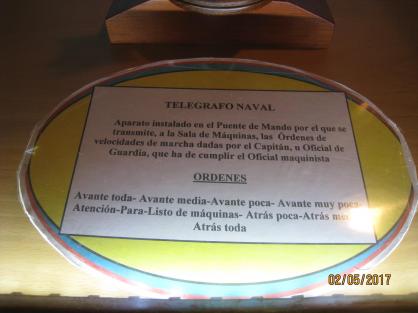 TELEGRAFO NAVAL
Aparato instalado en el Puente de Mando por el que se
transmite, a la Sala de Máquinas, las Órdenes de
velocidades de marcha dadas por el Capitán, u Oficial de
Guardia, que ha de cumplir el Oficial maquinista
ORDENES
Avante toda- Avante media-Avante poca- Avante muy poca-
Atención-Para-Listo de máquinas- Atrás poca-Atrás
Atrás toda
02/05/2017